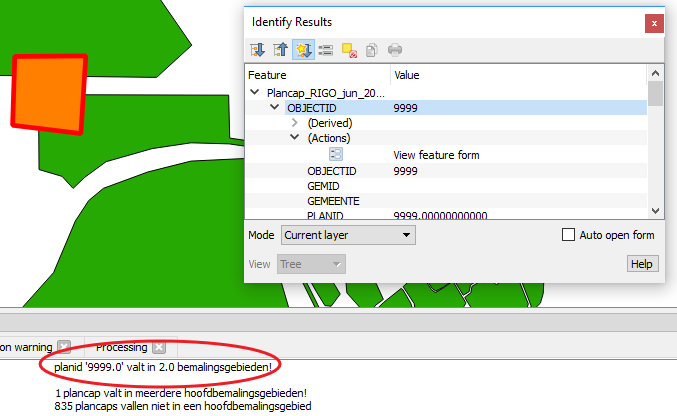 Identify Results
x
Feature Value
Plancap_RIGO_jun_20...
OBJECTID 9999
(Derived)
(Actions)
View feature form
OBJECTID 9999
GEMID
GEMEENTE
PLANID 9999.00000000000
Mode Current layer Auto open form
View Tree Help
on warning Processing
planid '9999.0' valt in 2.0 bemalingsgebieden!
1 plancap valt in meerdere hoofdbemalingsgebieden!
835 plancaps vallen niet in een hoofdbemalingsgebied